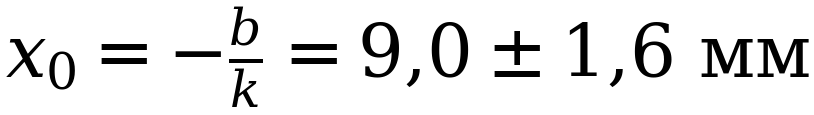 x₀ = −b/k = 9,0 ± 1,6 мм